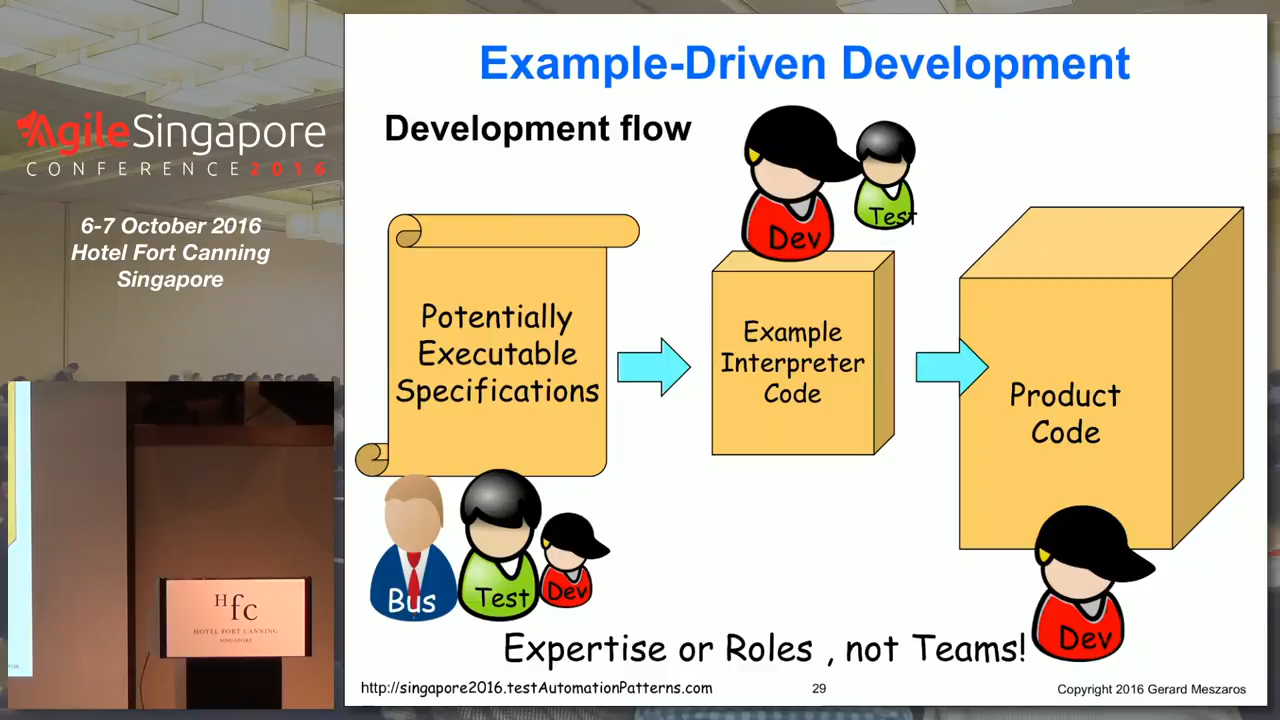 AgileSingapore
CONFERENCE 2016
6-7 October 2016
Hotel Fort Canning
Singapore
Hfc
HOTEL FORT CANNING
SINGAPORE
Example-Driven Development
Development flow
Dev
Test
Potentially
Executable
Specifications
Example
Interpreter
Code
Product
Code
Bus
Test
Dev
Dev
Expertise or Roles , not Teams!
http://singapore2016.testAutomationPatterns.com
29
Copyright 2016 Gerard Meszaros